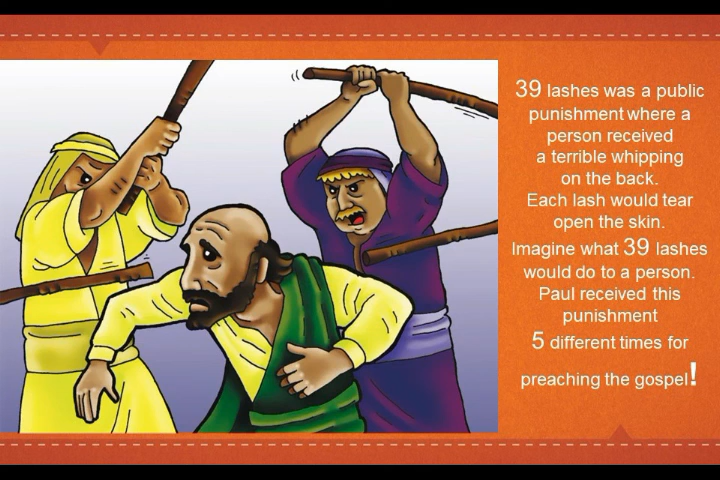 39 lashes was a public
punishment where a
person received
a terrible whipping
on the back.
Each lash would tear
open the skin.
Imagine what 39 lashes
would do to a person.
Paul received this
punishment
5 different times for
preaching the gospel!